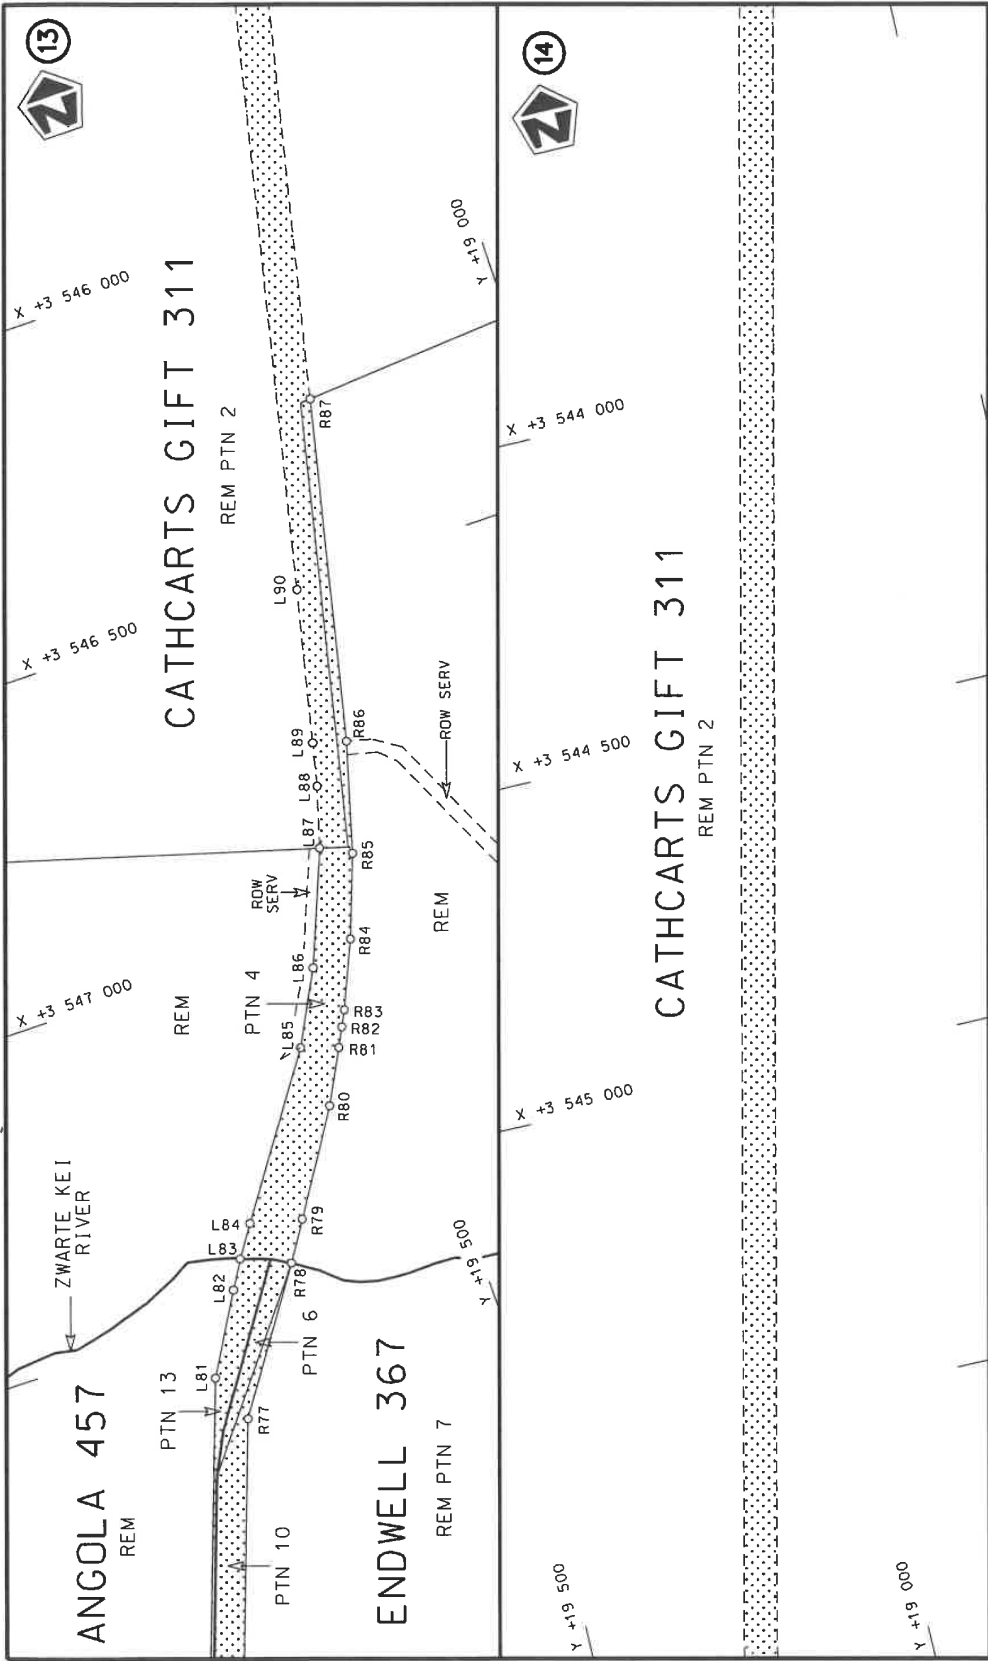 13
X +3 546 000
CATHCARTS GIFT 311
REM PTN 2
Y +19 000
R87
L90
X +3 546 500
L89
L88
L87
R86
ROW SERV
R85
ROW
SERV
R84
REM
L86
PTN 4
REM
X +3 547 000
L85
R83
R82
R81
R80
ZWARTE KEI
RIVER
L84
L83
L82
R79
R78
Y +19 500
L81
PTN 13
PTN 6
R77
ANGOLA 457
REM
PTN 10
ENDWELL 367
REM PTN 7
14
X +3 544 000
X +3 544 500
CATHCARTS GIFT 311
REM PTN 2
X +3 545 000
Y +19 500
Y +19 000
N
N